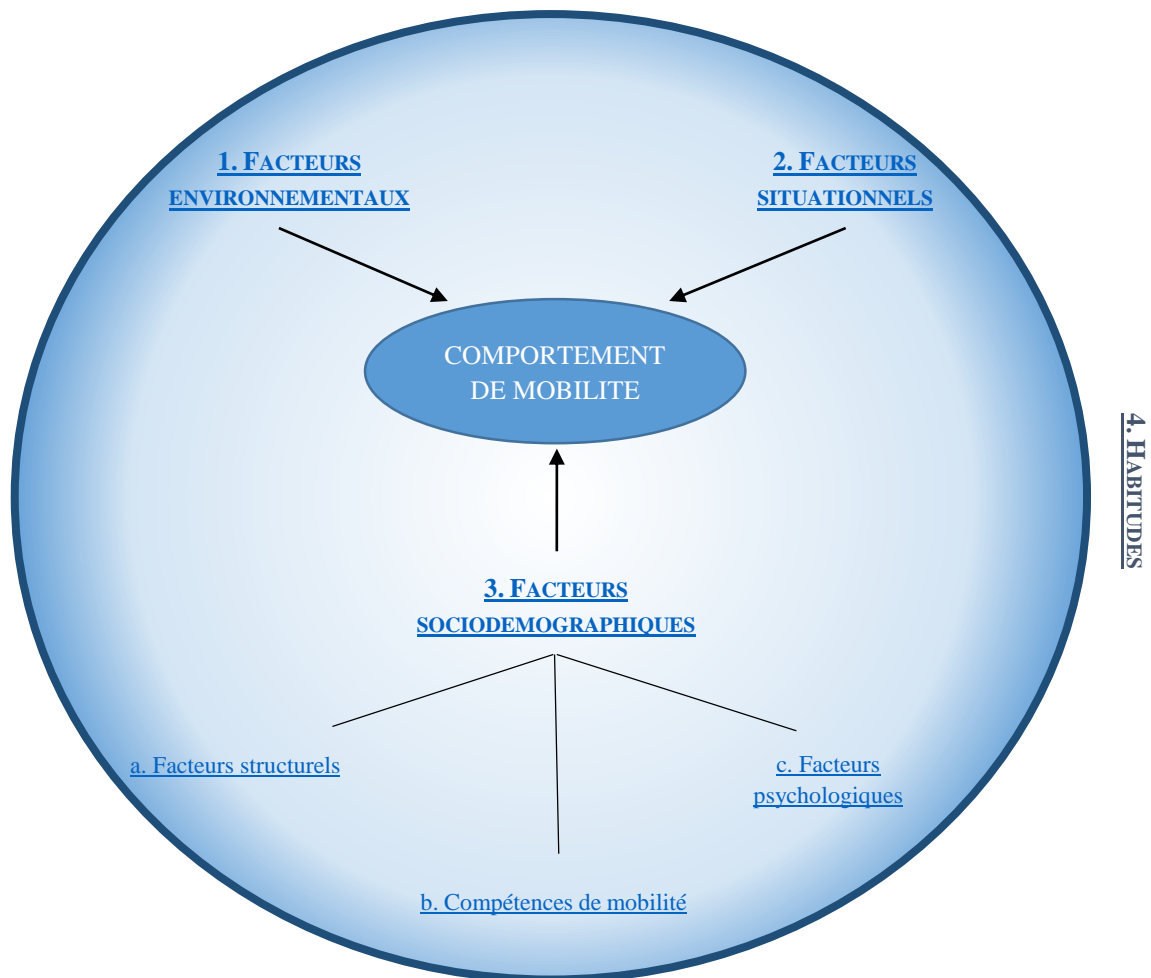 1. FACTEURS
ENVIRONNEMENTAUX
2. FACTEURS
SITUATIONNELS
COMPORTEMENT
DE MOBILITE
4. HABITUDES
3. FACTEURS
SOCIODEMOGRAPHIQUES
a. Facteurs structurels
c. Facteurs
psychologiques
b. Compétences de mobilité